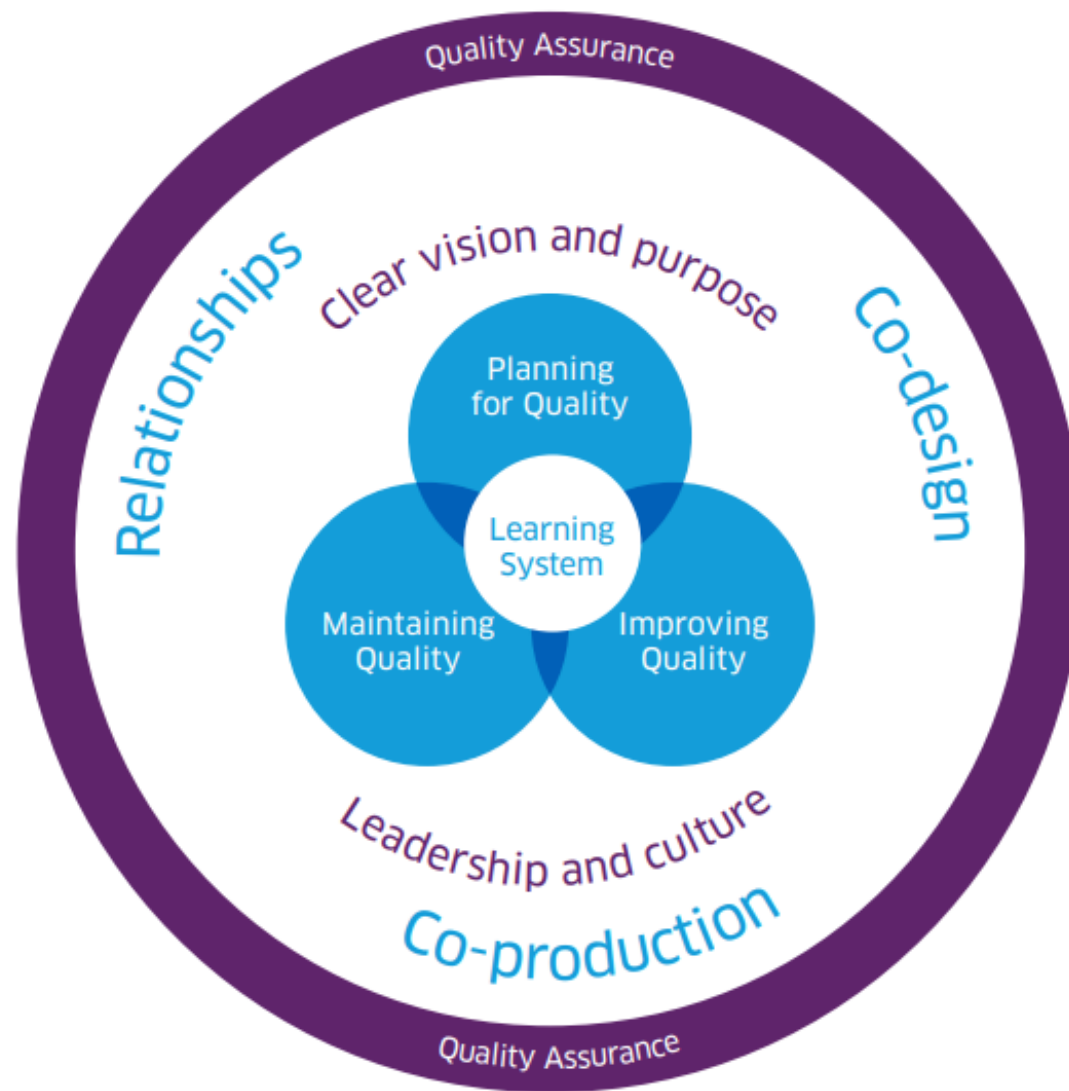 Quality Assurance
Relationships
Clear vision and purpose
Co-design
Planning
for Quality
Learning
System
Maintaining
Quality
Improving
Quality
Leadership and culture
Co-production
Quality Assurance